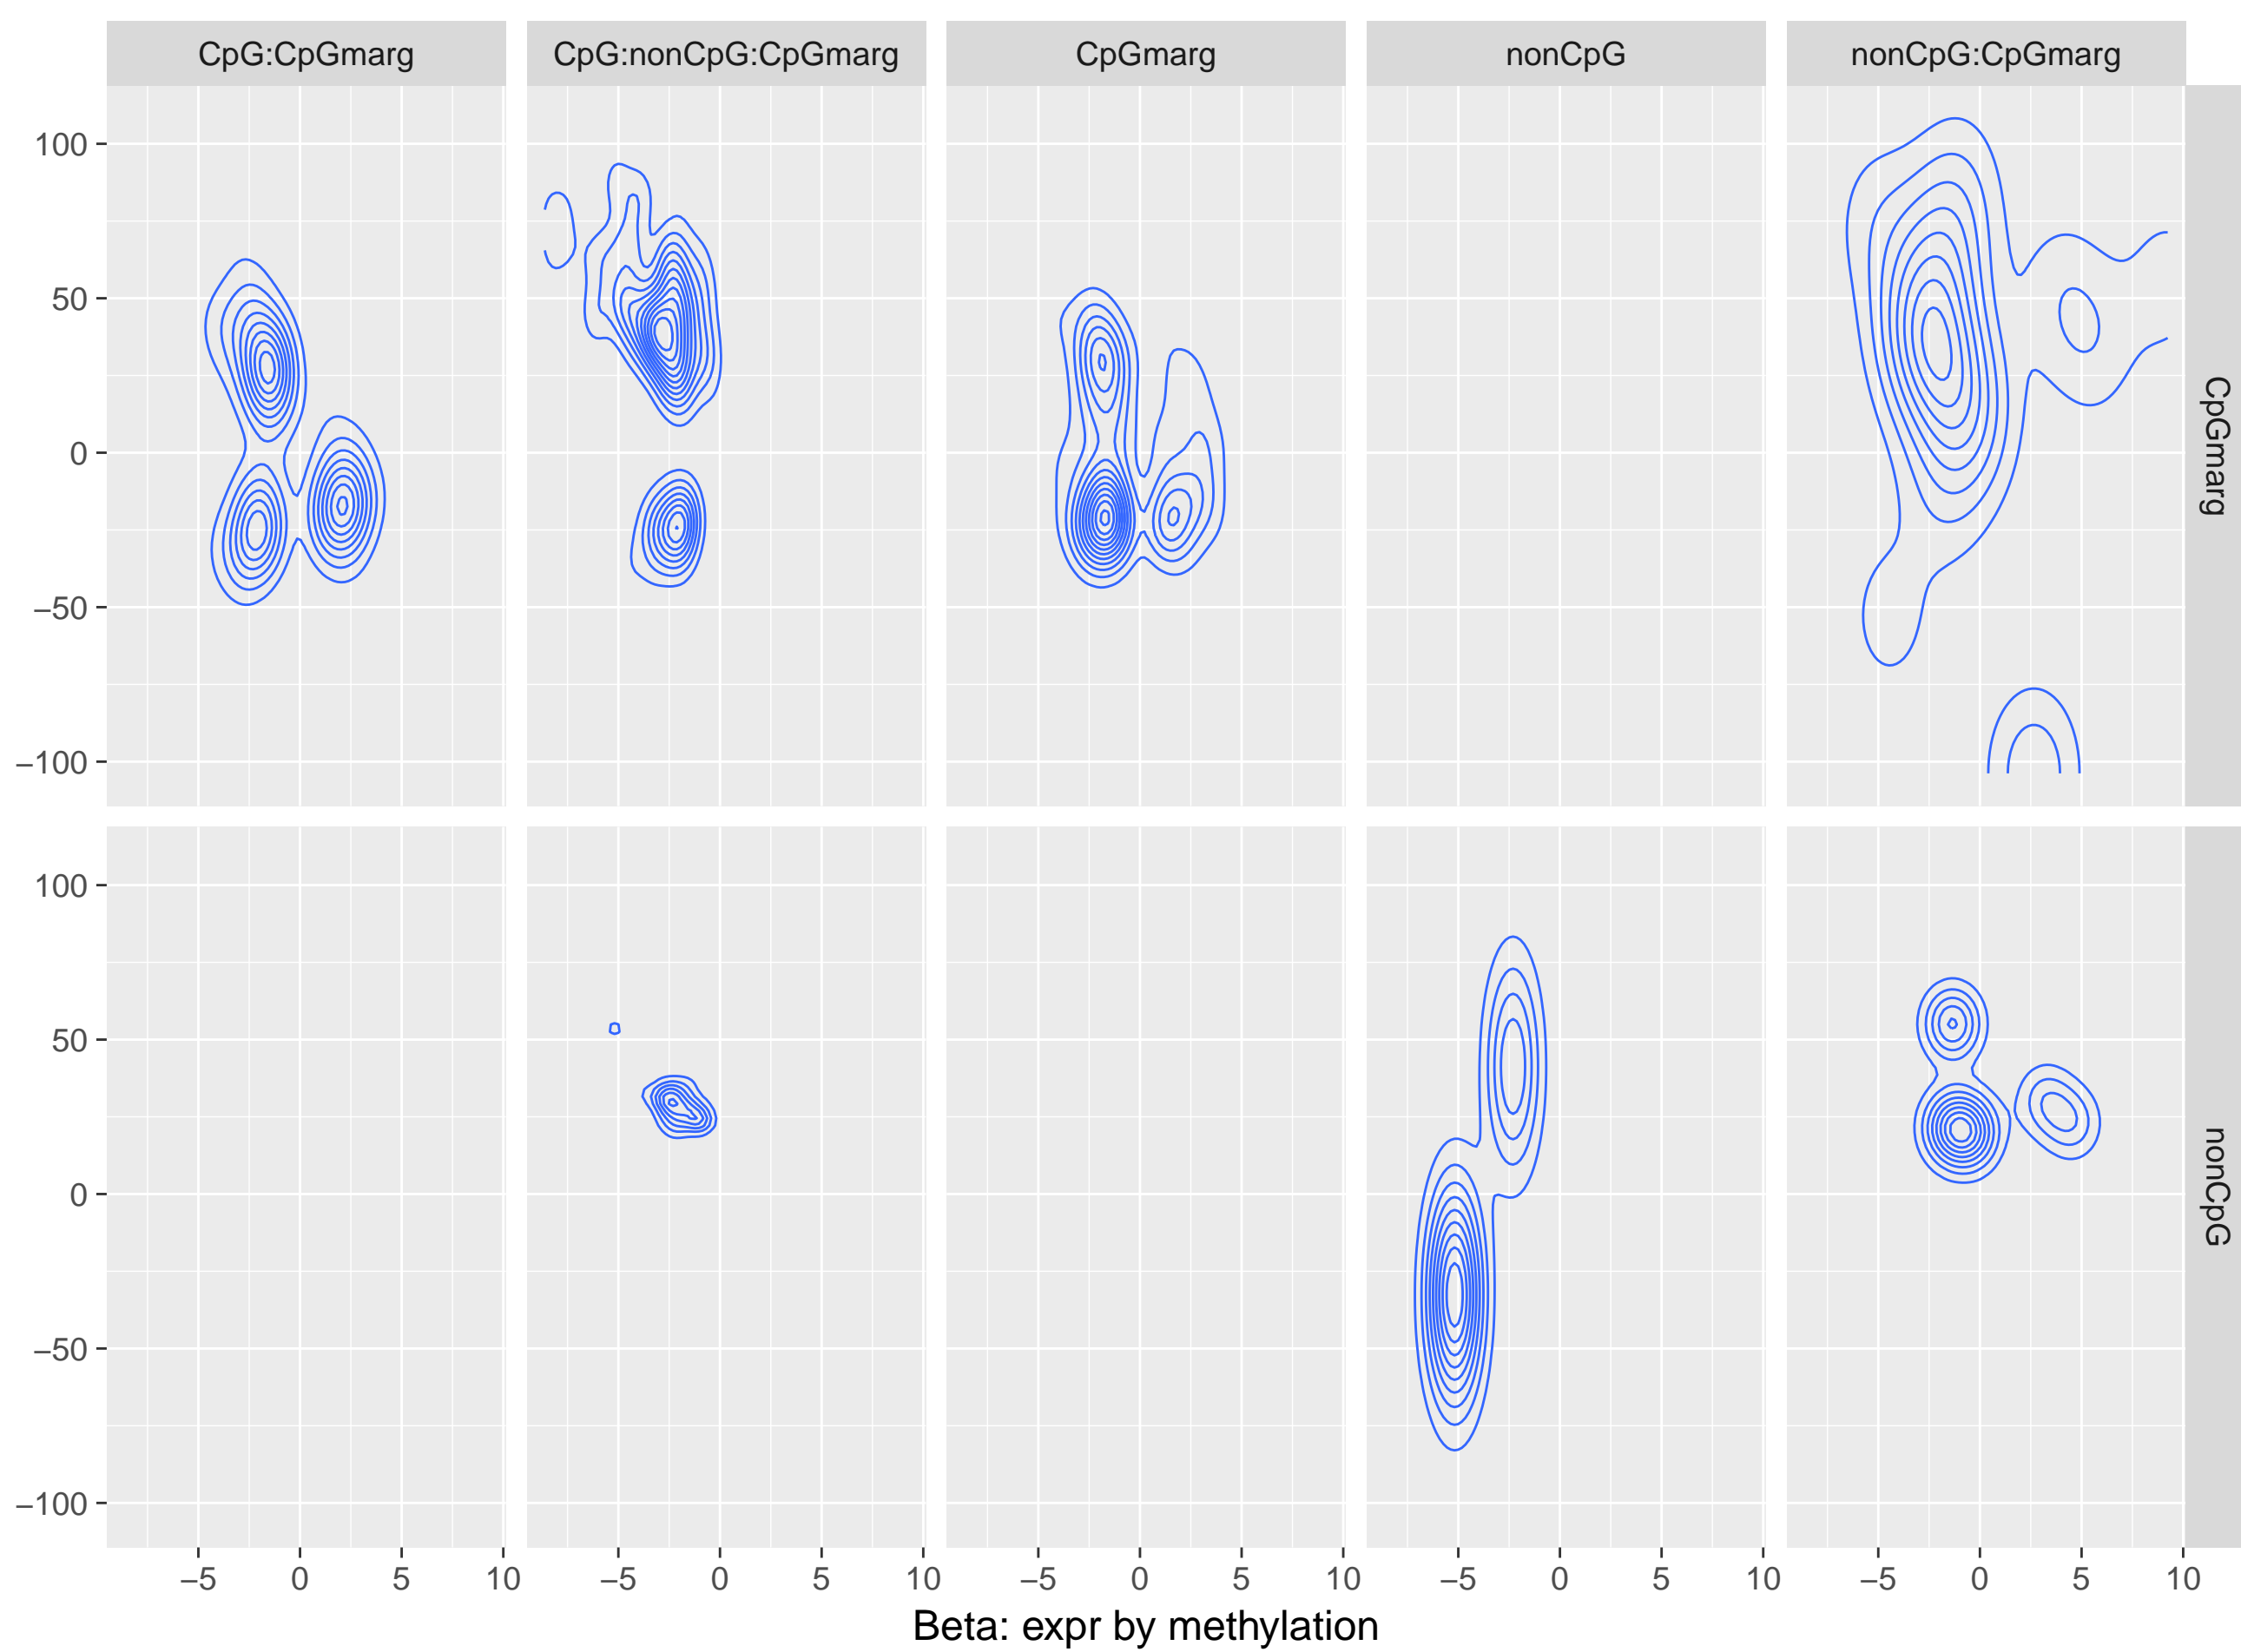 CpG:CpGmarg CpG:nonCpG:CpGmarg CpGmarg nonCpG nonCpG:CpGmarg
100
50
0
−50
−100
CpGmarg
100
50
0
−50
−100
nonCpG
−5 0 5 10 −5 0 5 10 −5 0 5 10 −5 0 5 10 −5 0 5 10
Beta: expr by methylation